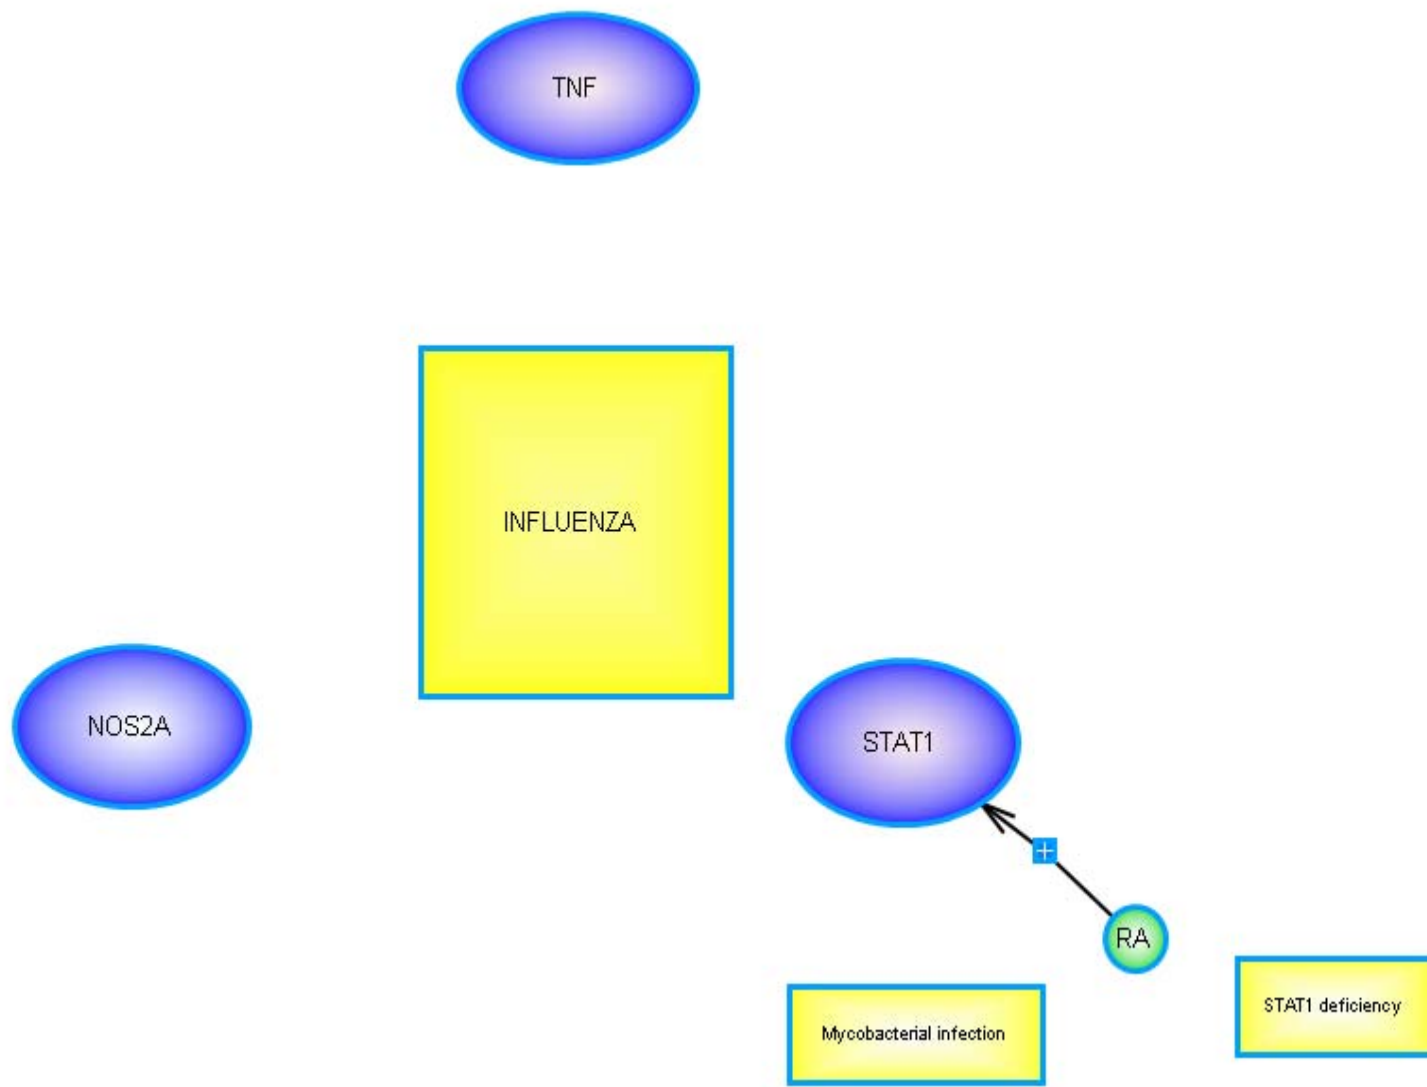 TNF
INFLUENZA
NOS2A
STAT1
+
RA
STAT1 deficiency
Mycobacterial infection